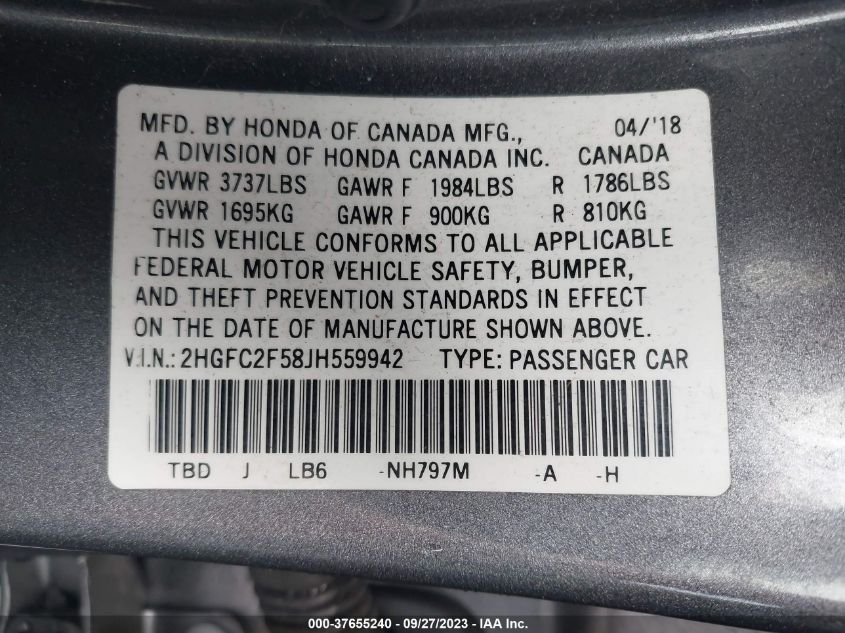 MFD. BY HONDA OF CANADA MFG., 04/'18
A DIVISION OF HONDA CANADA INC. CANADA
GVWR 3737LBS GAWR F 1984LBS R 1786LBS
GVWR 1695KG GAWR F 900KG R 810KG
THIS VEHICLE CONFORMS TO ALL APPLICABLE
FEDERAL MOTOR VEHICLE SAFETY, BUMPER,
AND THEFT PREVENTION STANDARDS IN EFFECT
ON THE DATE OF MANUFACTURE SHOWN ABOVE.
V.I.N.: 2HGFC2F58JH559942 TYPE: PASSENGER CAR
TBD J LB6 -NH797M -A -H
000-37655240 - 09/27/2023 - IAA Inc.